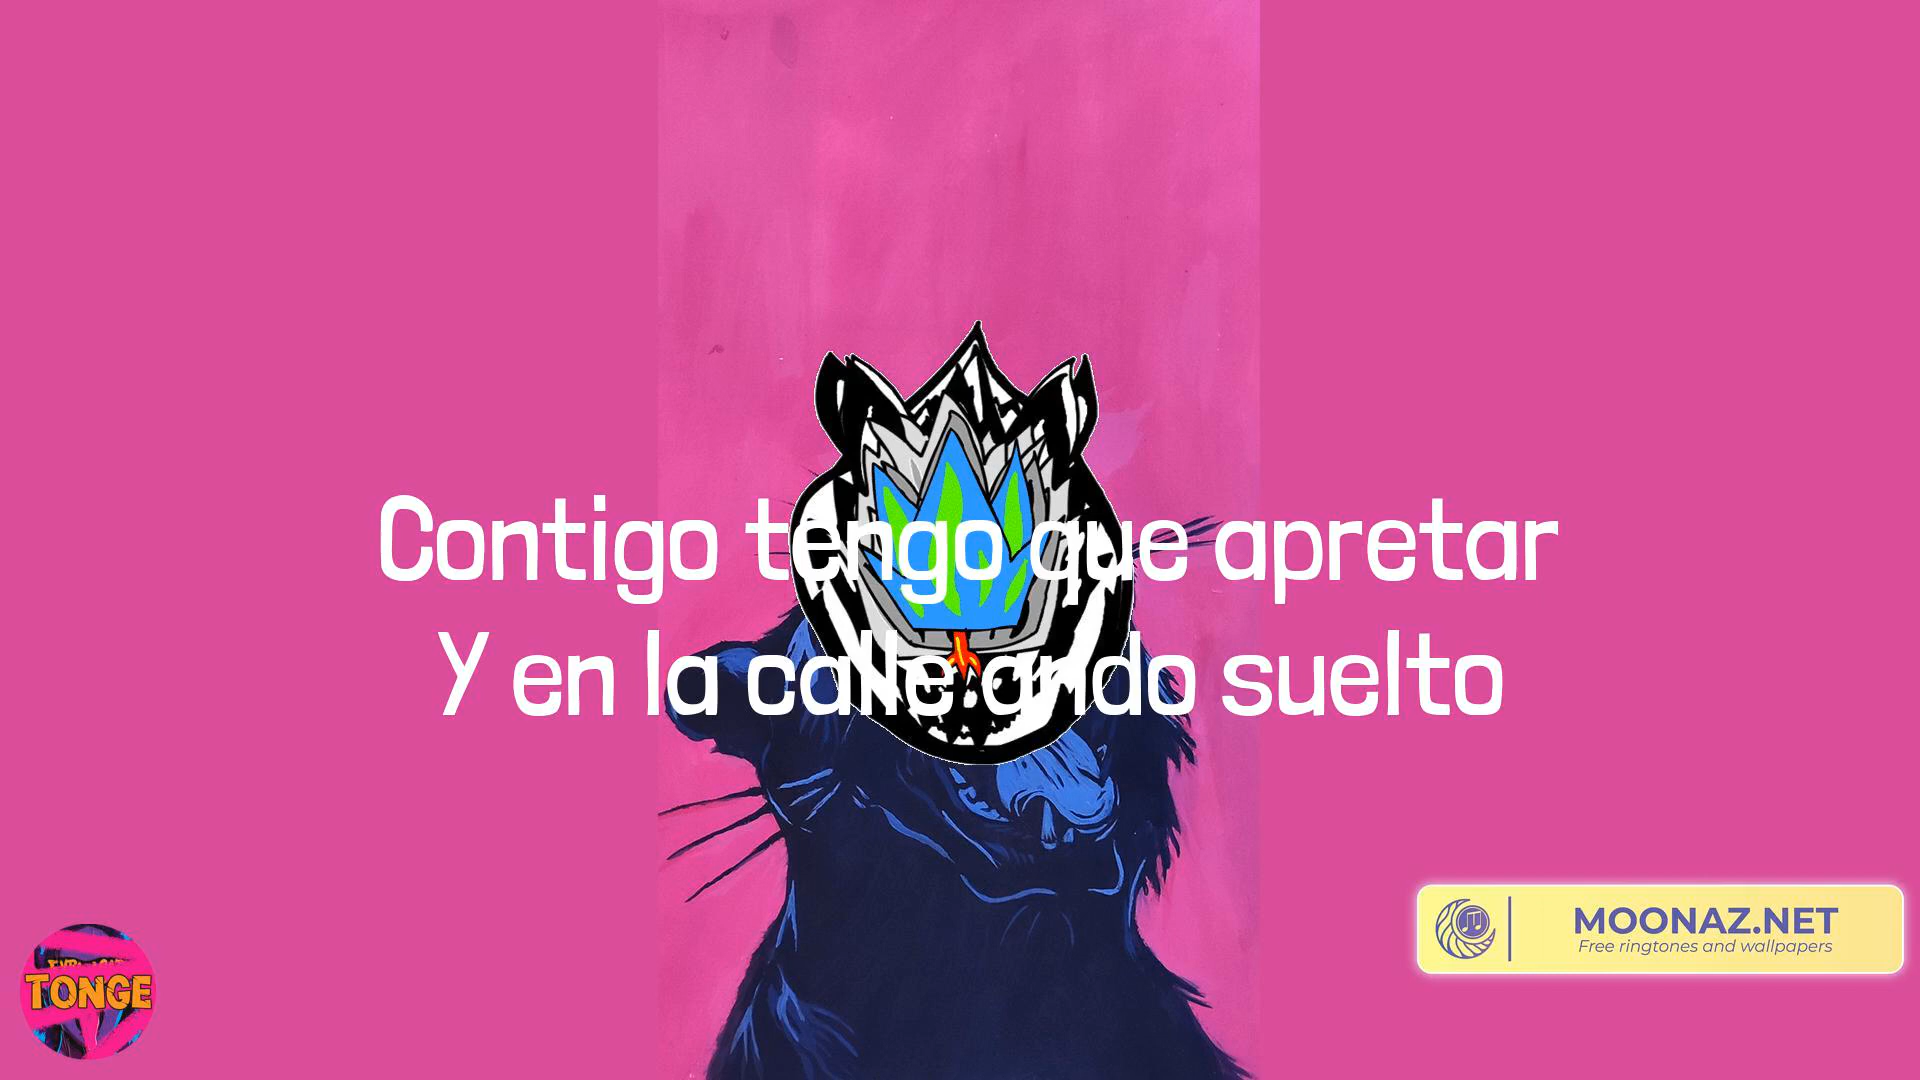 Contigo tengo que apretar
Y en la calle ando suelto
TONGE
MOONAZ.NET
Free ringtones and wallpapers